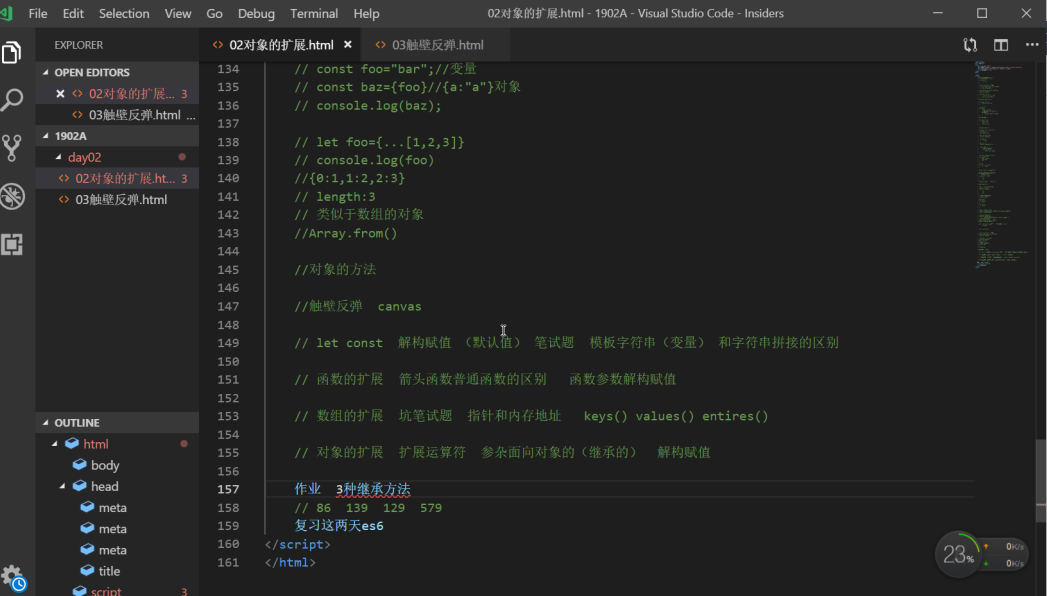 File Edit Selection View Go Debug Terminal Help 02对象的扩展.html - 1902A - Visual Studio Code - Insiders
EXPLORER
OPEN EDITORS
02对象的扩展... 3
03触壁反弹.html ...
1902A
day02
02对象的扩展.ht... 3
03触壁反弹.html
OUTLINE
html
body
head
meta
meta
meta
title
script 3
02对象的扩展.html
03触壁反弹.html
134 // const foo="bar";//变量
135 // const baz={foo}//{a:"a"}对象
136 // console.log(baz);
137
138 // let foo={...[1,2,3]}
139 // console.log(foo)
140 //{0:1,1:2,2:3}
141 // length:3
142 // 类似于数组的对象
143 //Array.from()
144
145 //对象的方法
146
147 //触壁反弹 canvas
148
149 // let const 解构赋值 （默认值） 笔试题 模板字符串（变量） 和字符串拼接的区别
150
151 // 函数的扩展 箭头函数普通函数的区别 函数参数解构赋值
152
153 // 数组的扩展 坑笔试题 指针和内存地址 keys() values() entires()
154
155 // 对象的扩展 扩展运算符 参杂面向对象的（继承的） 解构赋值
156
157 作业 3种继承方法
158 // 86 139 129 579
159 复习这两天es6
160 </script>
161 </html>
23%
0K/s
0K/s